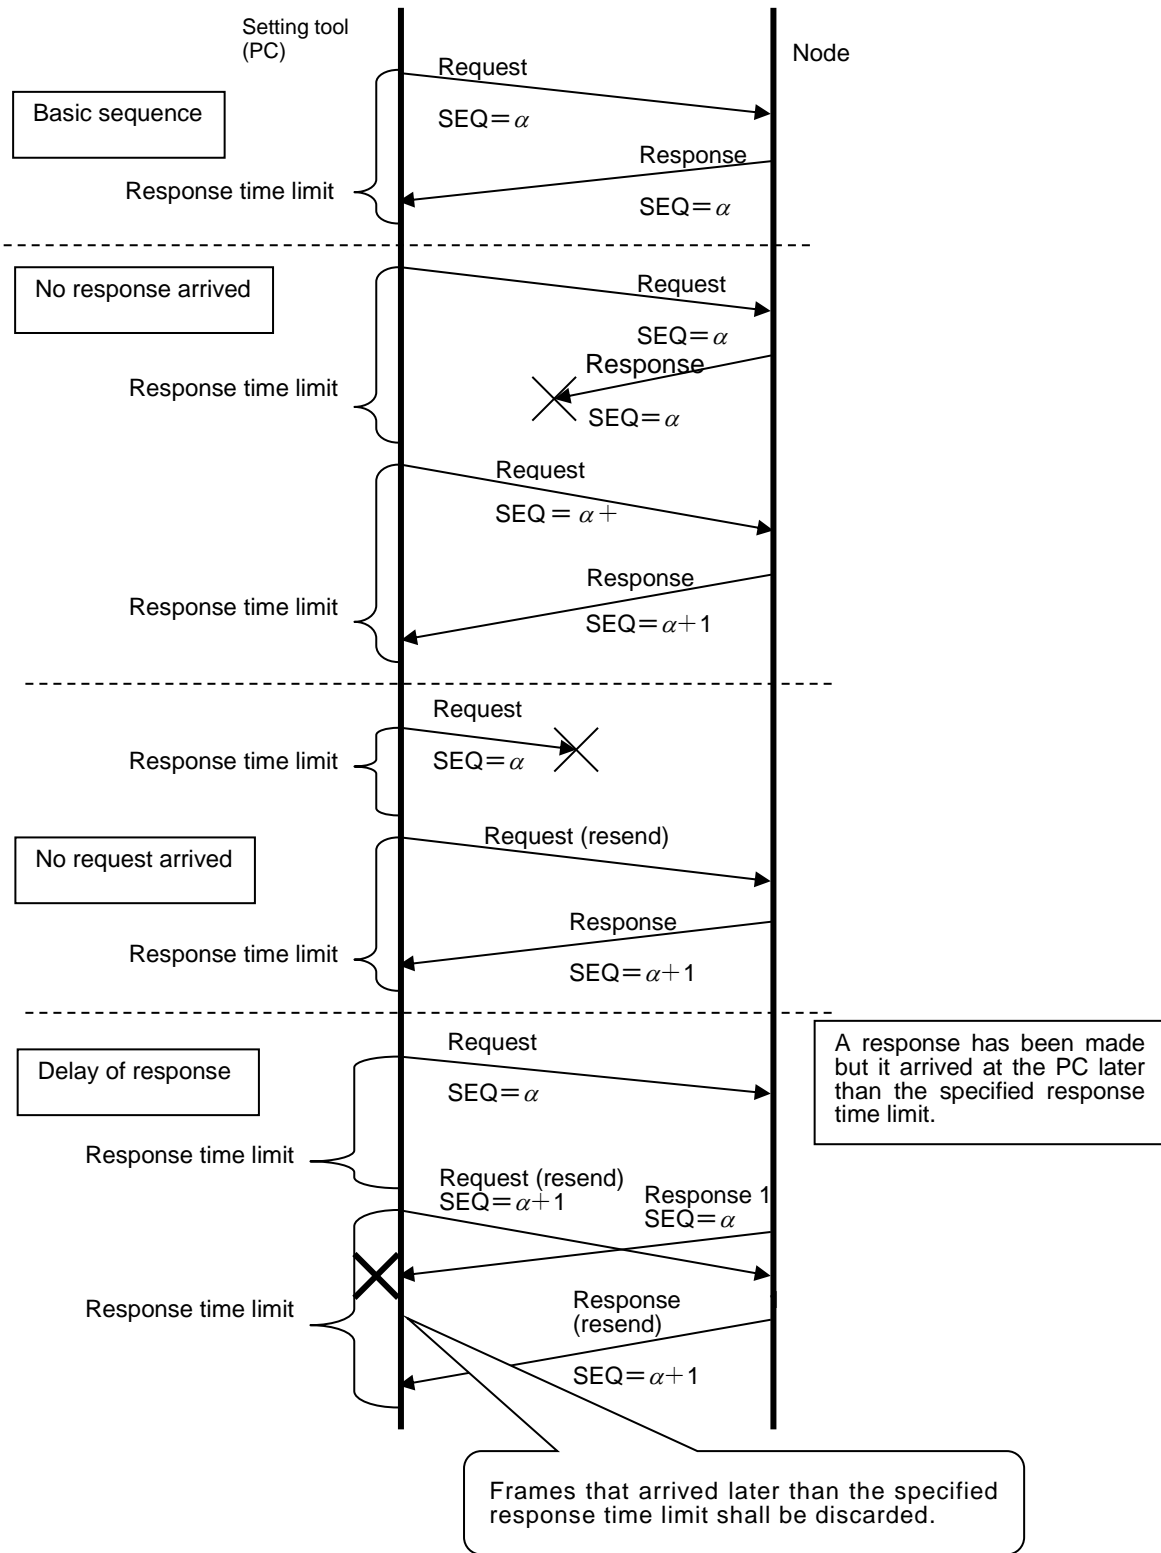 Setting tool
(PC)
Node
Request
SEQ=α
Basic sequence
Response
Response time limit
SEQ=α
No response arrived
Request
SEQ=α
Response
Response time limit
SEQ=α
Request
SEQ=α+
Response
Response time limit
SEQ=α+1
Request
Response time limit
SEQ=α
Request (resend)
No request arrived
Response
Response time limit
SEQ=α+1
Request
Delay of response
SEQ=α
A response has been made
but it arrived at the PC later
than the specified response
time limit.
Response time limit
Request (resend)
SEQ=α+1
Response 1
SEQ=α
Response time limit
Response
(resend)
SEQ=α+1
Frames that arrived later than the specified
response time limit shall be discarded.